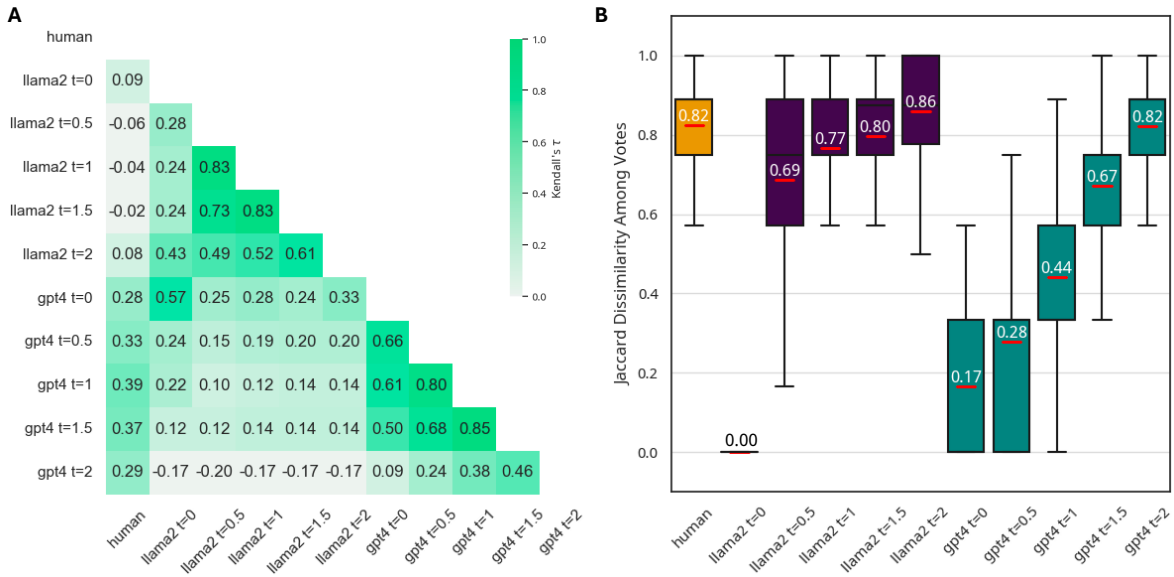 A
human
llama2 t=0 0.09
llama2 t=0.5 -0.06 0.28
llama2 t=1 -0.04 0.24 0.83
llama2 t=1.5 -0.02 0.24 0.73 0.83
llama2 t=2 0.08 0.43 0.49 0.52 0.61
gpt4 t=0 0.28 0.57 0.25 0.28 0.24 0.33
gpt4 t=0.5 0.33 0.24 0.15 0.19 0.20 0.20 0.66
gpt4 t=1 0.39 0.22 0.10 0.12 0.14 0.14 0.61 0.80
gpt4 t=1.5 0.37 0.12 0.12 0.14 0.14 0.14 0.50 0.68 0.85
gpt4 t=2 0.29 -0.17 -0.20 -0.17 -0.17 -0.17 0.09 0.24 0.38 0.46
human llama2 t=0 llama2 t=0.5 llama2 t=1 llama2 t=1.5 llama2 t=2 gpt4 t=0 gpt4 t=0.5 gpt4 t=1 gpt4 t=1.5 gpt4 t=2
1.0
0.8
0.6
0.4
0.2
0.0
Kendall's τ
B
Jaccard Dissimilarity Among Votes
1.0
0.8
0.6
0.4
0.2
0.0
0.82 0.00 0.69 0.77 0.80 0.86 0.17 0.28 0.44 0.67 0.82
human llama2 t=0 llama2 t=0.5 llama2 t=1 llama2 t=1.5 llama2 t=2 gpt4 t=0 gpt4 t=0.5 gpt4 t=1 gpt4 t=1.5 gpt4 t=2